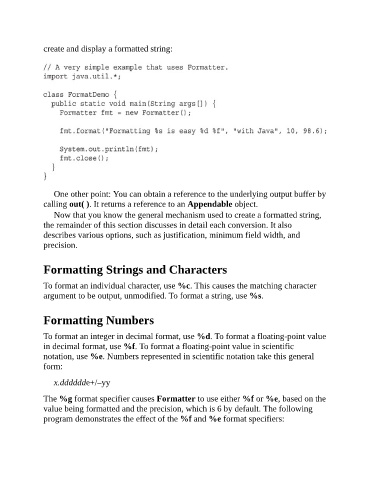 create and display a formatted string:
// A very simple example that uses Formatter.
import java.util.*;
class FormatDemo {
public static void main(String args[]) {
Formatter fmt = new Formatter();
fmt.format("Formatting %s is easy %d %f", "with Java", 10, 98.6);
System.out.println(fmt);
fmt.close();
}
}
One other point: You can obtain a reference to the underlying output buffer by
calling out( ). It returns a reference to an Appendable object.
Now that you know the general mechanism used to create a formatted string,
the remainder of this section discusses in detail each conversion. It also
describes various options, such as justification, minimum field width, and
precision.
Formatting Strings and Characters
To format an individual character, use %c. This causes the matching character
argument to be output, unmodified. To format a string, use %s.
Formatting Numbers
To format an integer in decimal format, use %d. To format a floating-point value
in decimal format, use %f. To format a floating-point value in scientific
notation, use %e. Numbers represented in scientific notation take this general
form:
x.dddddde+/–yy
The %g format specifier causes Formatter to use either %f or %e, based on the
value being formatted and the precision, which is 6 by default. The following
program demonstrates the effect of the %f and %e format specifiers: